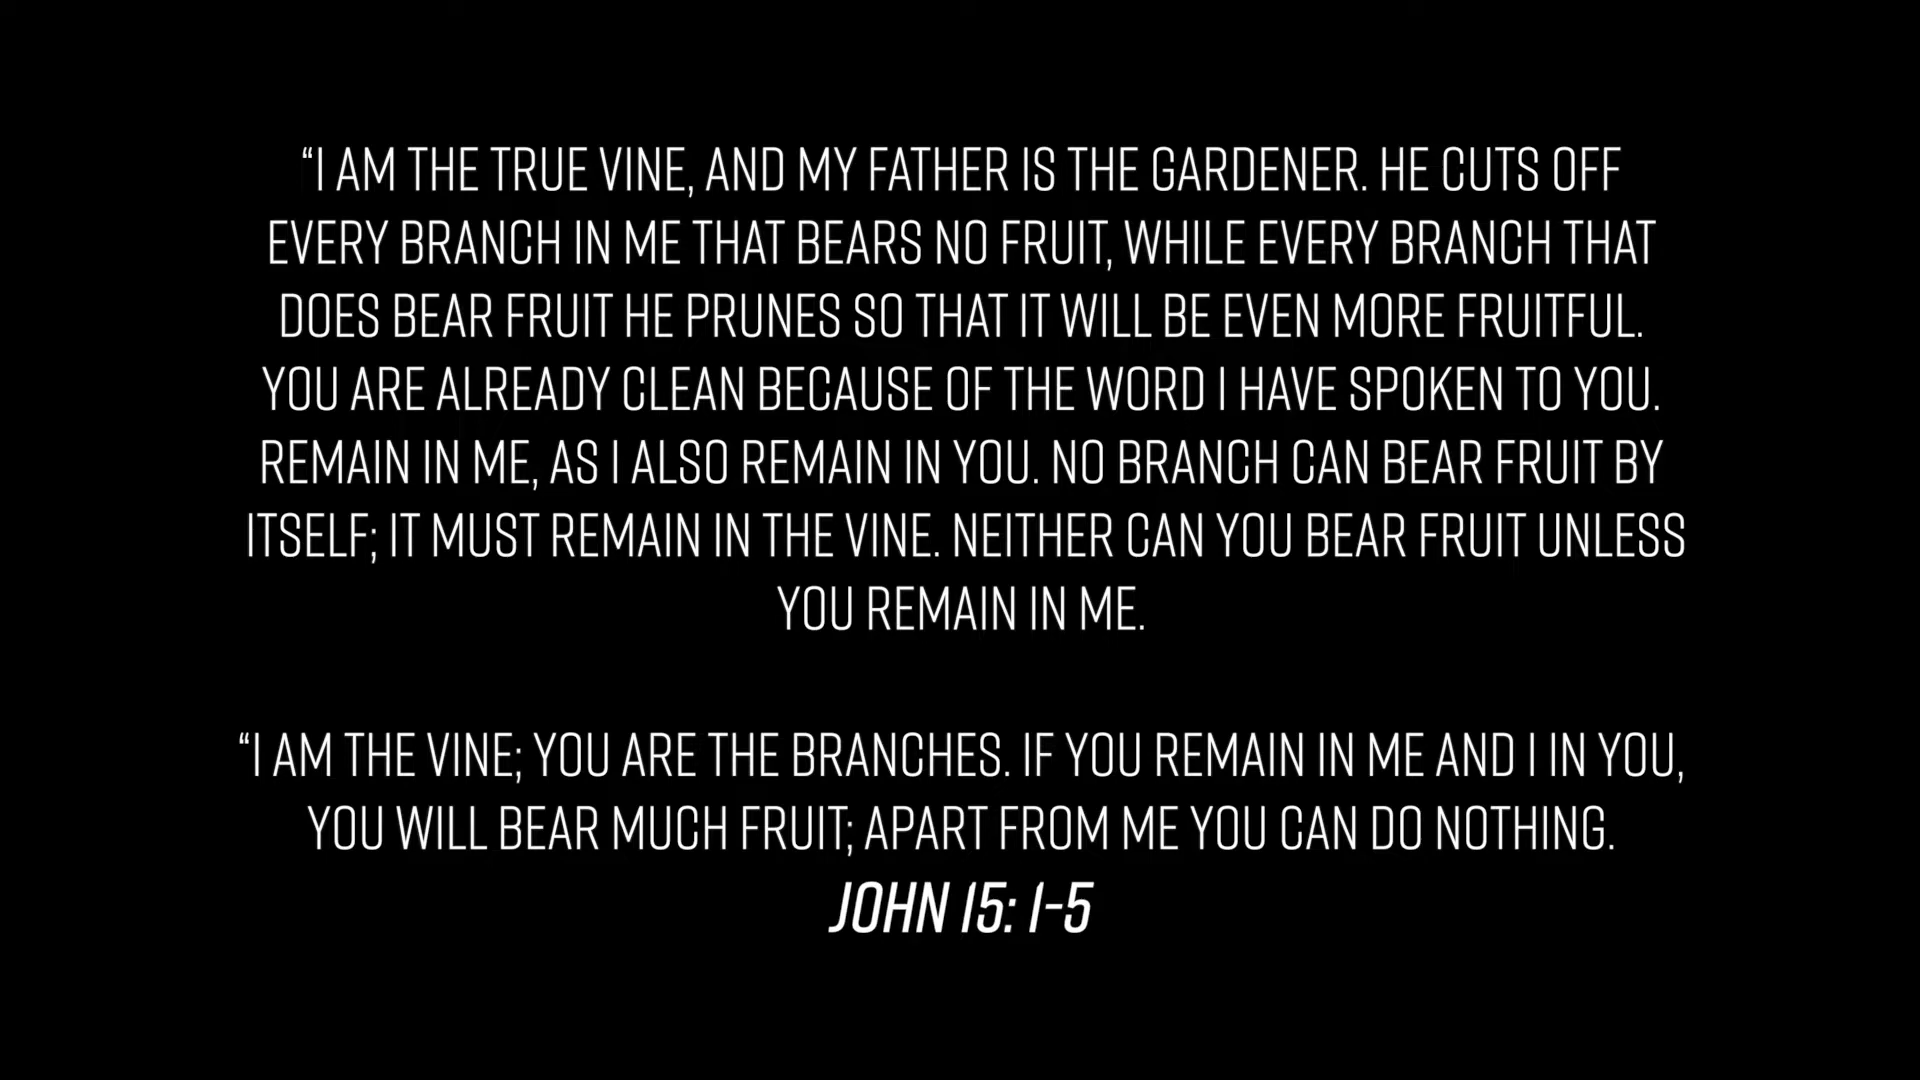 “I AM THE TRUE VINE, AND MY FATHER IS THE GARDENER. HE CUTS OFF
EVERY BRANCH IN ME THAT BEARS NO FRUIT, WHILE EVERY BRANCH THAT
DOES BEAR FRUIT HE PRUNES SO THAT IT WILL BE EVEN MORE FRUITFUL.
YOU ARE ALREADY CLEAN BECAUSE OF THE WORD I HAVE SPOKEN TO YOU.
REMAIN IN ME, AS I ALSO REMAIN IN YOU. NO BRANCH CAN BEAR FRUIT BY
ITSELF; IT MUST REMAIN IN THE VINE. NEITHER CAN YOU BEAR FRUIT UNLESS
YOU REMAIN IN ME.
“I AM THE VINE; YOU ARE THE BRANCHES. IF YOU REMAIN IN ME AND I IN YOU,
YOU WILL BEAR MUCH FRUIT; APART FROM ME YOU CAN DO NOTHING.
JOHN 15: 1-5